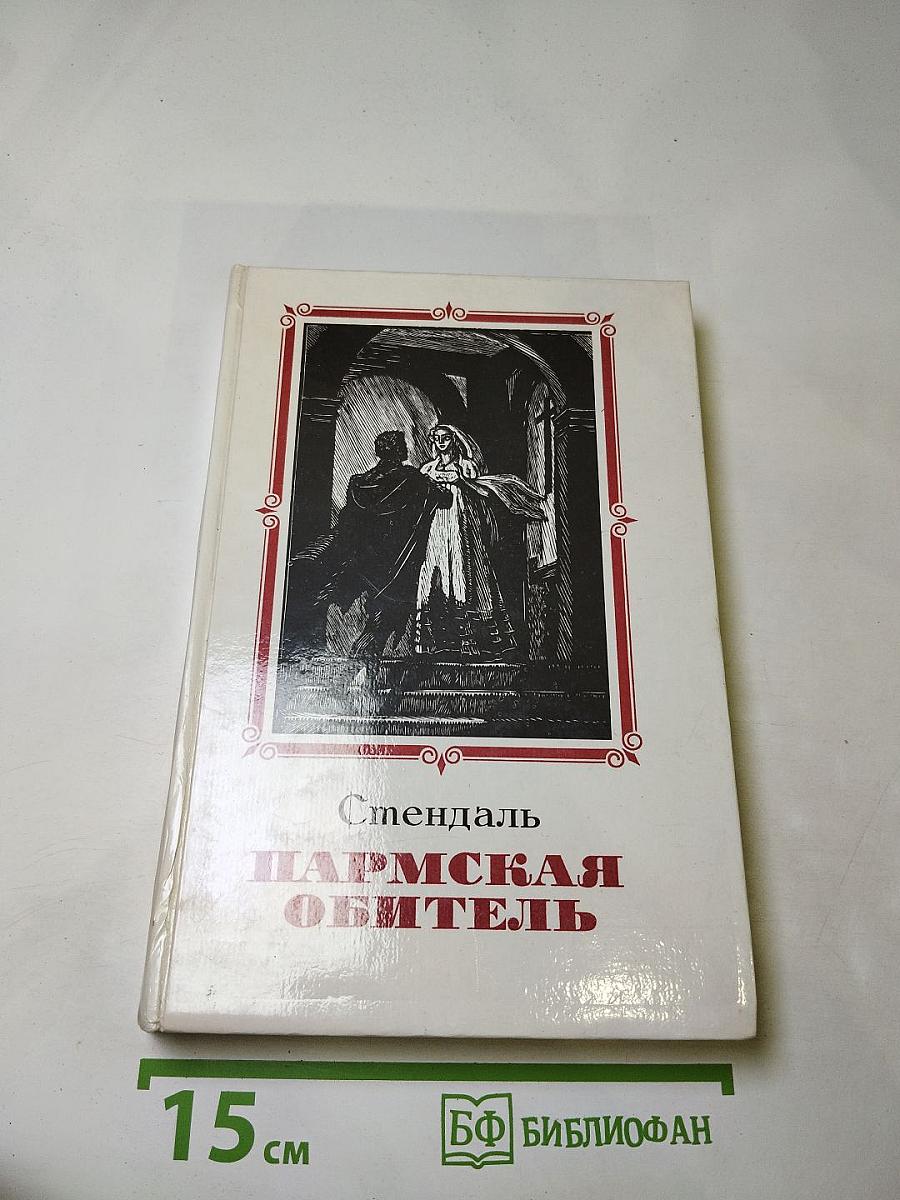 Стендаль
ПАРМСКАЯ
ОБИТЕЛЬ
15 см
БФ БИБЛИОФАН